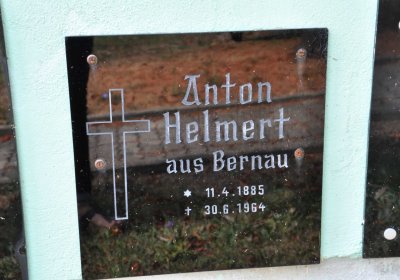 Anton
Helmert
aus Bernau
* 11.4.1885
† 30.6.1964